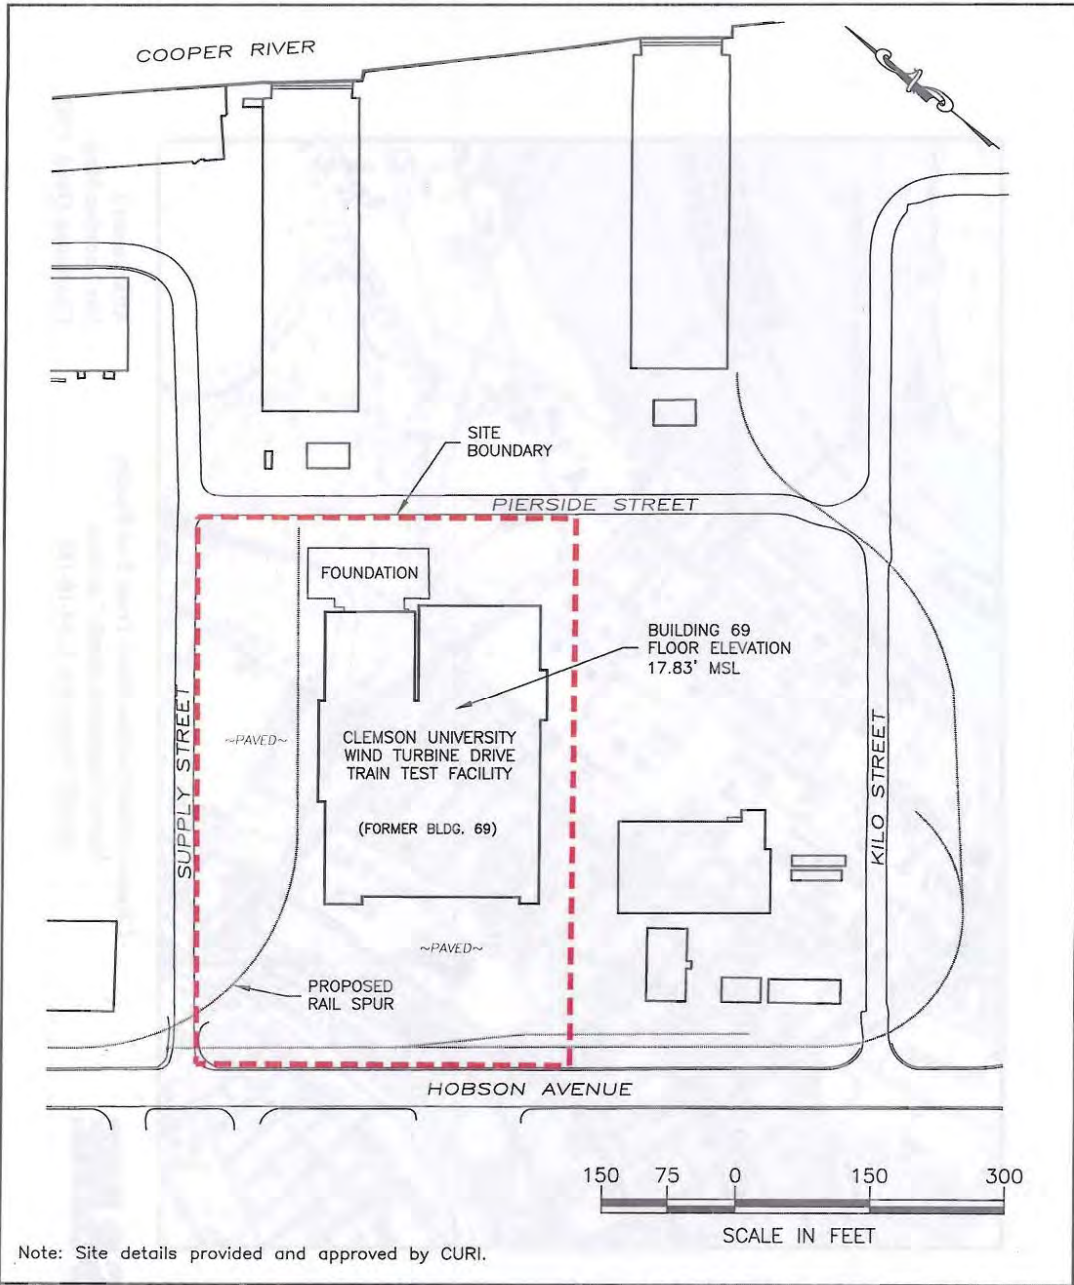 COOPER RIVER
SITE
BOUNDARY
PIERSIDE STREET
FOUNDATION
BUILDING 69
FLOOR ELEVATION
17.83' MSL
SUPPLY STREET
~PAVED~
CLEMSON UNIVERSITY
WIND TURBINE DRIVE
TRAIN TEST FACILITY
(FORMER BLDG. 69)
KILO STREET
~PAVED~
PROPOSED
RAIL SPUR
HOBSON AVENUE
150 75 0 150 300
SCALE IN FEET
Note: Site details provided and approved by CURI.